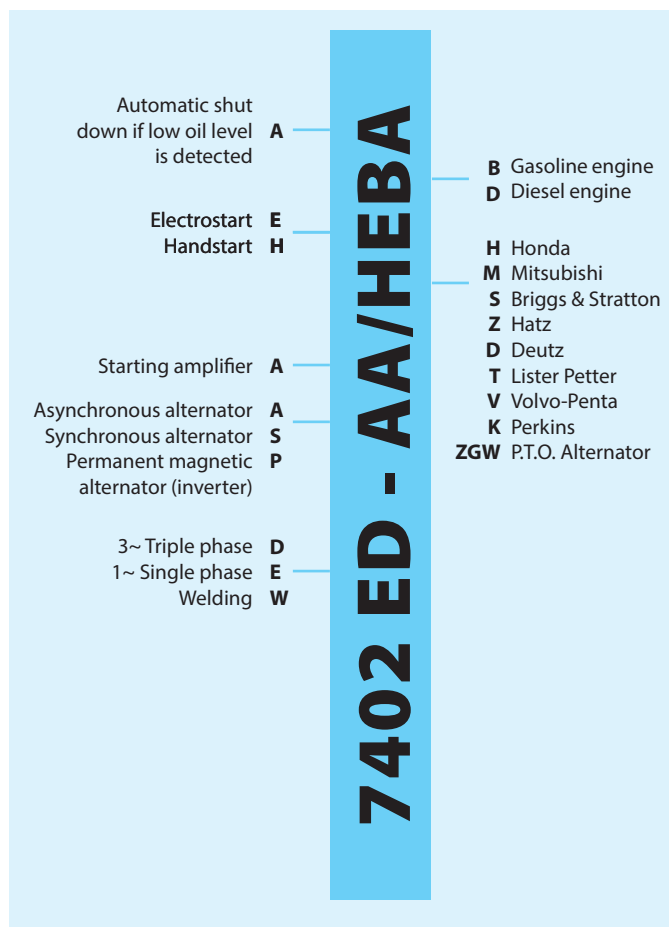 Automatic shut
down if low oil level A
is detected
Electrostart E
Handstart H
Starting amplifier A
Asynchronous alternator A
Synchronous alternator S
Permanent magnetic P
alternator (inverter)
3~ Triple phase D
1~ Single phase E
Welding W
7402 ED - AA/HEBA
B Gasoline engine
D Diesel engine
H Honda
M Mitsubishi
S Briggs & Stratton
Z Hatz
D Deutz
T Lister Petter
V Volvo-Penta
K Perkins
ZGW P.T.O. Alternator